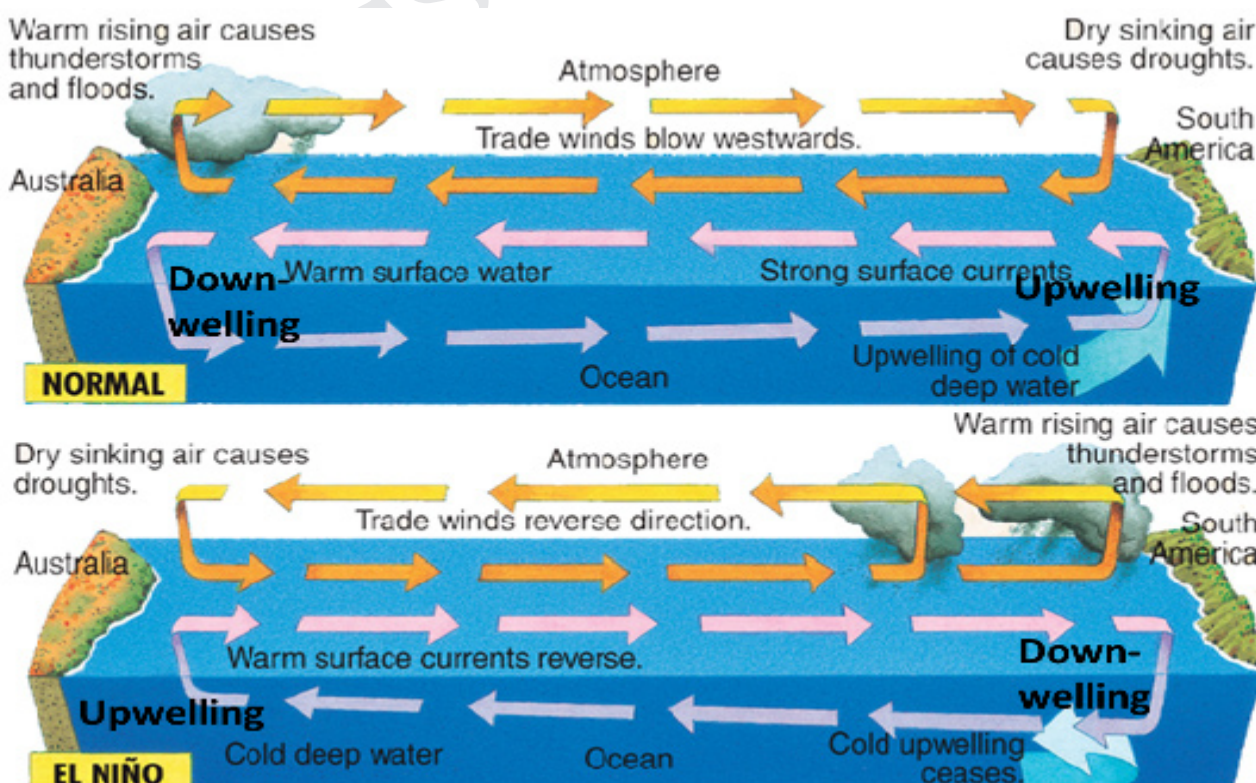 Warm rising air causes
thunderstorms
and floods.
Atmosphere
Dry sinking air
causes droughts.
Trade winds blow westwards.
South
America
Australia
Warm surface water
Strong surface currents
Down-
welling
Upwelling
Upwelling of cold
deep water
Ocean
NORMAL
Dry sinking air causes
droughts.
Atmosphere
Warm rising air causes
thunderstorms
and floods.
Trade winds reverse direction.
South
America
Australia
Warm surface currents reverse.
Down-
welling
Upwelling
Cold deep water
Ocean
Cold upwelling
ceases.
EL NIÑO